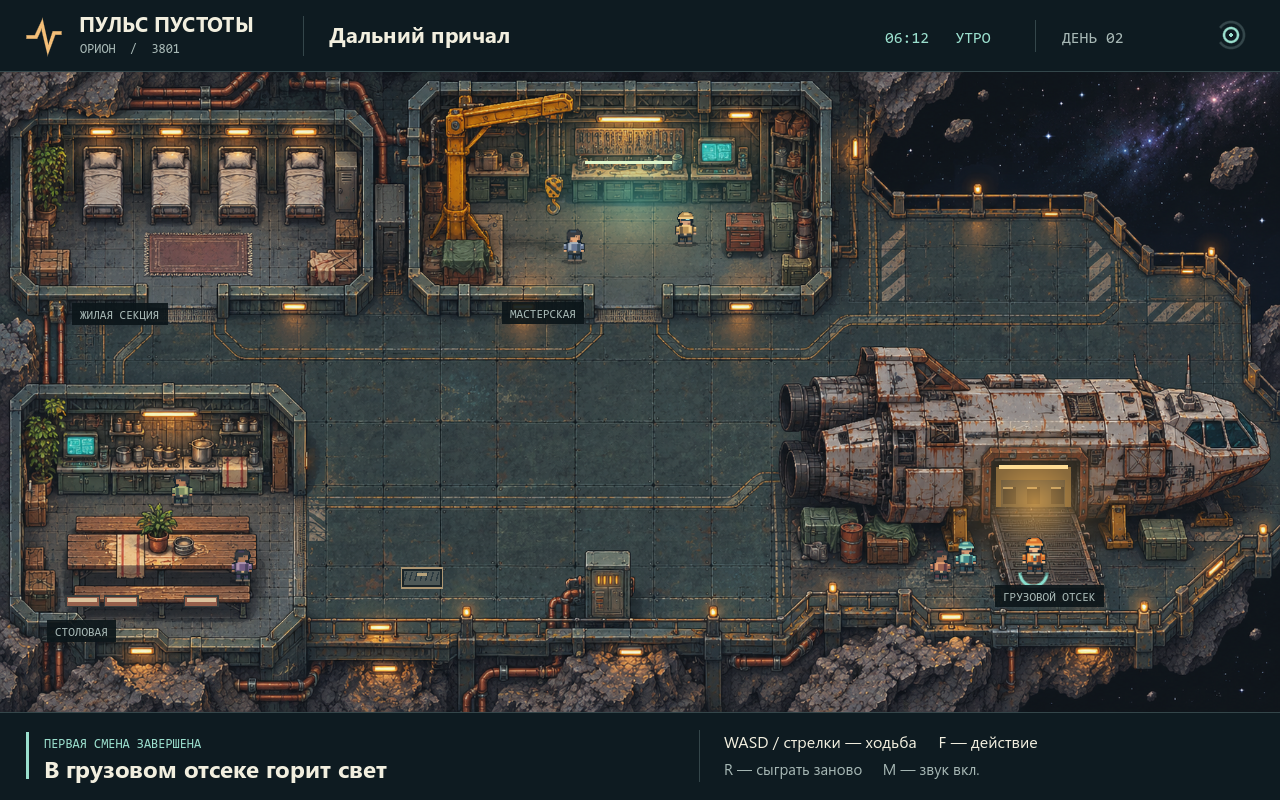 ПУЛЬС ПУСТОТЫ
ОРИОН / 3801
Дальний причал
06:12 УТРО
ДЕНЬ 02
ЖИЛАЯ СЕКЦИЯ
МАСТЕРСКАЯ
ГРУЗОВОЙ ОТСЕК
СТОЛОВАЯ
ПЕРВАЯ СМЕНА ЗАВЕРШЕНА
В грузовом отсеке горит свет
WASD / стрелки — ходьба F — действие
R — сыграть заново M — звук вкл.